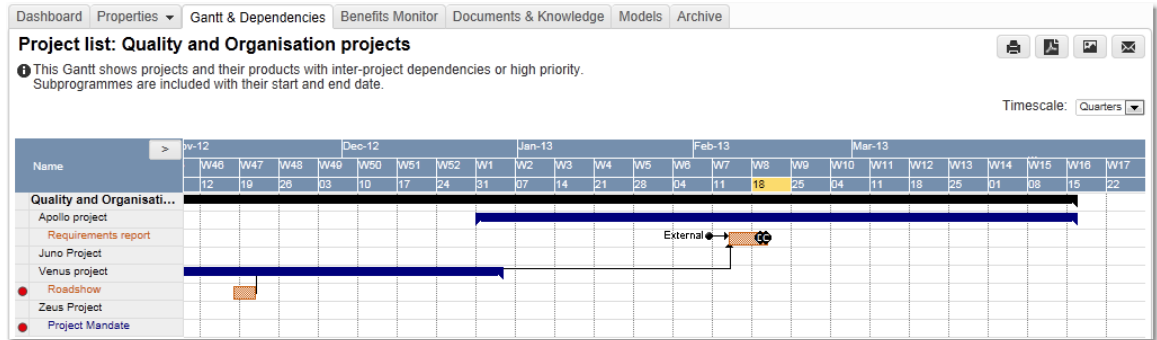 Dashboard Properties Gantt & Dependencies Benefits Monitor Documents & Knowledge Models Archive
Project list: Quality and Organisation projects
This Gantt shows projects and their products with inter-project dependencies or high priority.
Subprogrammes are included with their start and end date.
Timescale: Quarters
> ov-12 Dec-12 Jan-13 Feb-13 Mar-13
Name W46 W47 W48 W49 W50 W51 W52 W1 W2 W3 W4 W5 W6 W7 W8 W9 W10 W11 W12 W13 W14 W15 W16 W17
12 19 26 03 10 17 24 31 07 14 21 28 04 11 18 25 04 11 18 25 01 08 15 22
Quality and Organisati...
Apollo project
Requirements report External
Juno Project
Venus project
Roadshow
Zeus Project
Project Mandate